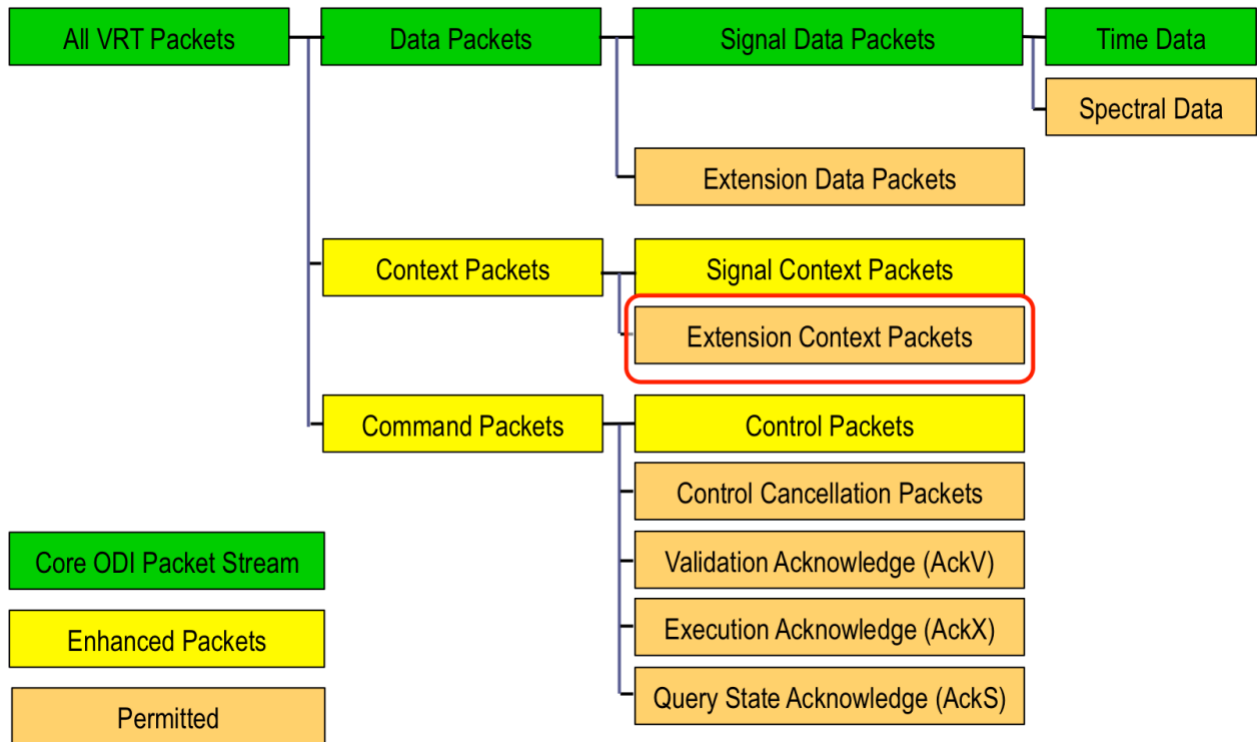 All VRT Packets
Data Packets
Signal Data Packets
Time Data
Spectral Data
Extension Data Packets
Context Packets
Signal Context Packets
Extension Context Packets
Command Packets
Control Packets
Control Cancellation Packets
Validation Acknowledge (AckV)
Execution Acknowledge (AckX)
Query State Acknowledge (AckS)
Core ODI Packet Stream
Enhanced Packets
Permitted